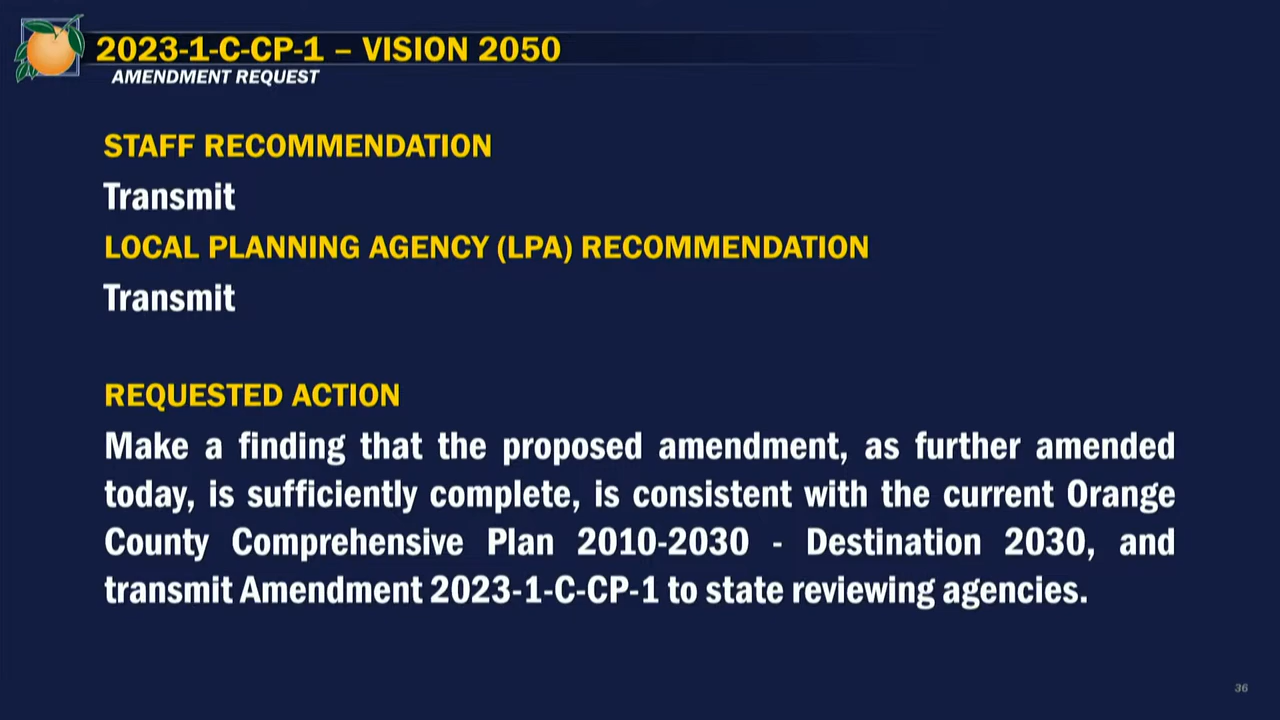 2023-1-C-CP-1 – VISION 2050
AMENDMENT REQUEST
STAFF RECOMMENDATION
Transmit
LOCAL PLANNING AGENCY (LPA) RECOMMENDATION
Transmit
REQUESTED ACTION
Make a finding that the proposed amendment, as further amended
today, is sufficiently complete, is consistent with the current Orange
County Comprehensive Plan 2010-2030 - Destination 2030, and
transmit Amendment 2023-1-C-CP-1 to state reviewing agencies.
36